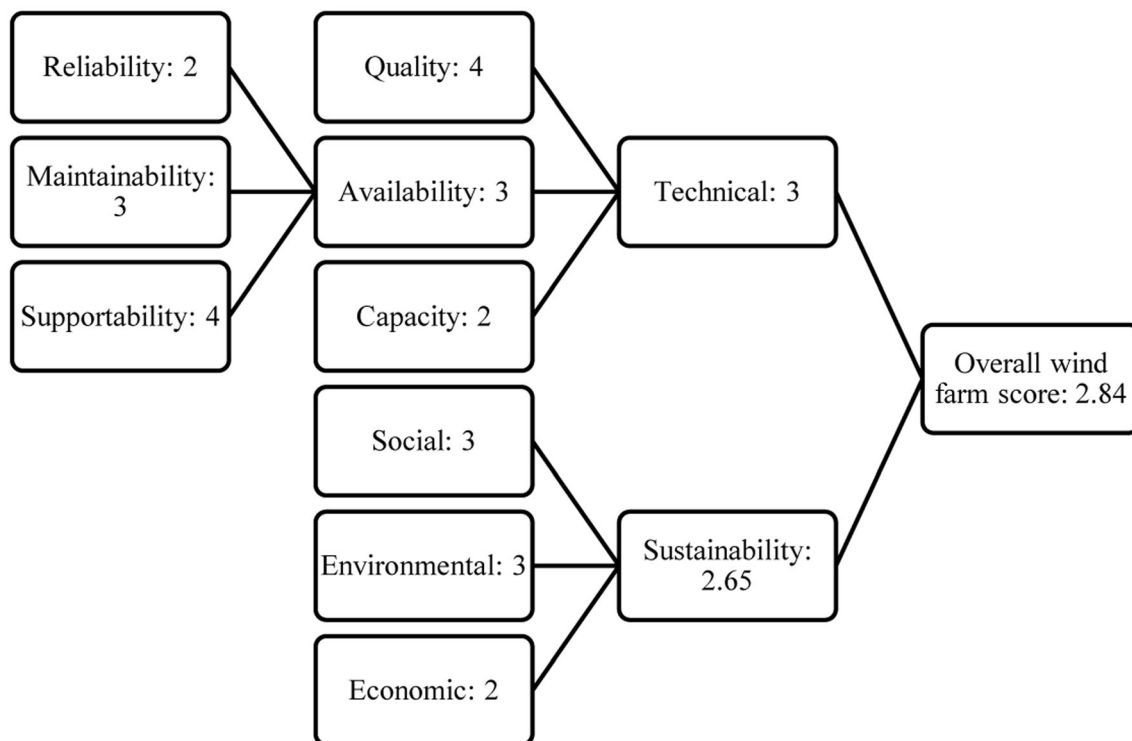 Reliability: 2
Maintainability:
3
Supportability: 4
Quality: 4
Availability: 3
Capacity: 2
Social: 3
Environmental: 3
Economic: 2
Technical: 3
Sustainability:
2.65
Overall wind
farm score: 2.84